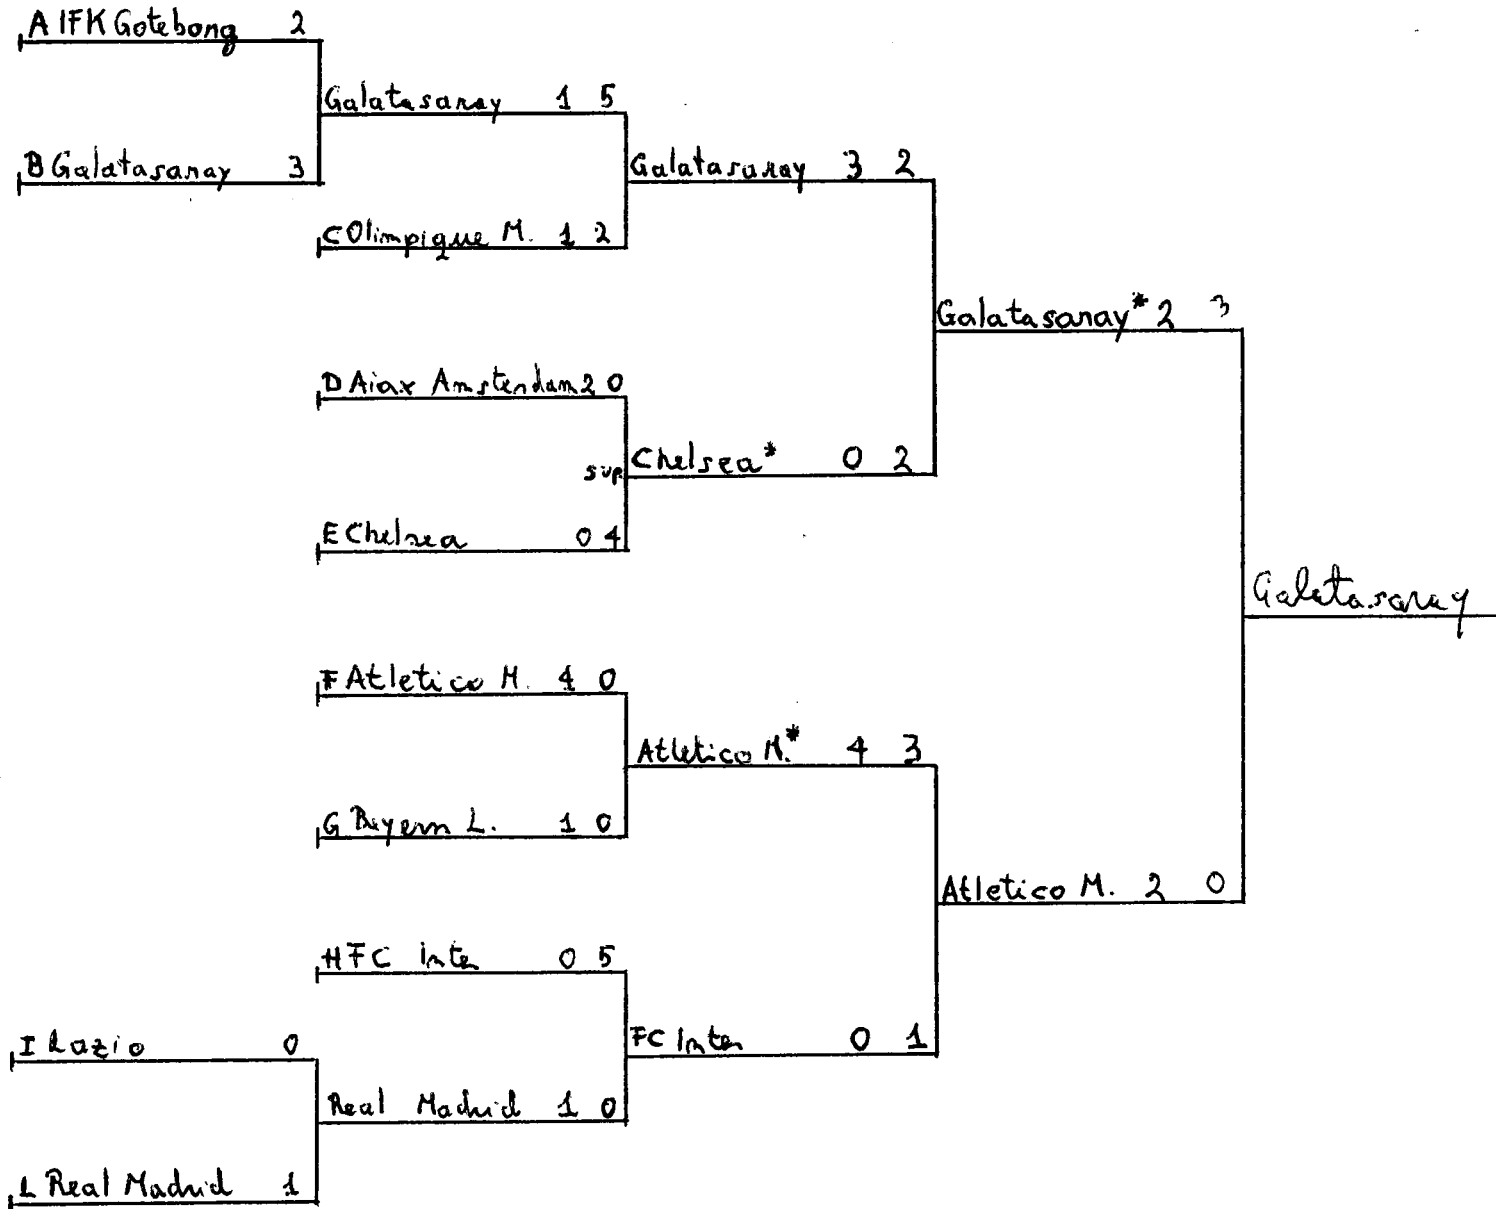 A IFK Gotebong 2
Galatasaray 1 5
B Galatasaray 3
Galatasaray 3 2
C Olimpique M. 1 2
Galatasaray* 2 3
D Aiax Amsterdam 2 0
Chelsea* 0 2
sup.
E Chelsea 0 4
Galatasaray
F Atletico M. 4 0
Atletico M.* 4 3
G Bayern L. 1 0
Atletico M. 2 0
H FC Inter 0 5
FC Inter 0 1
I Lazio 0
Real Madrid 1 0
L Real Madrid 1